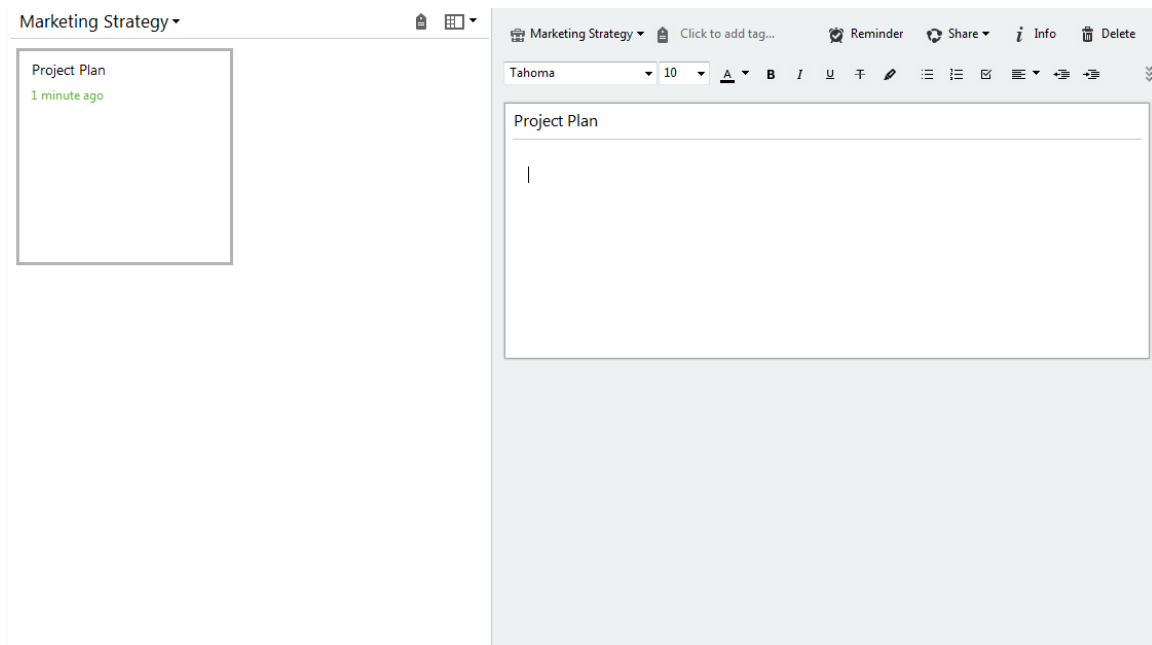 Marketing Strategy
Project Plan
1 minute ago
Marketing Strategy Click to add tag... Reminder Share i Info Delete
Tahoma 10 A B I U T
Project Plan